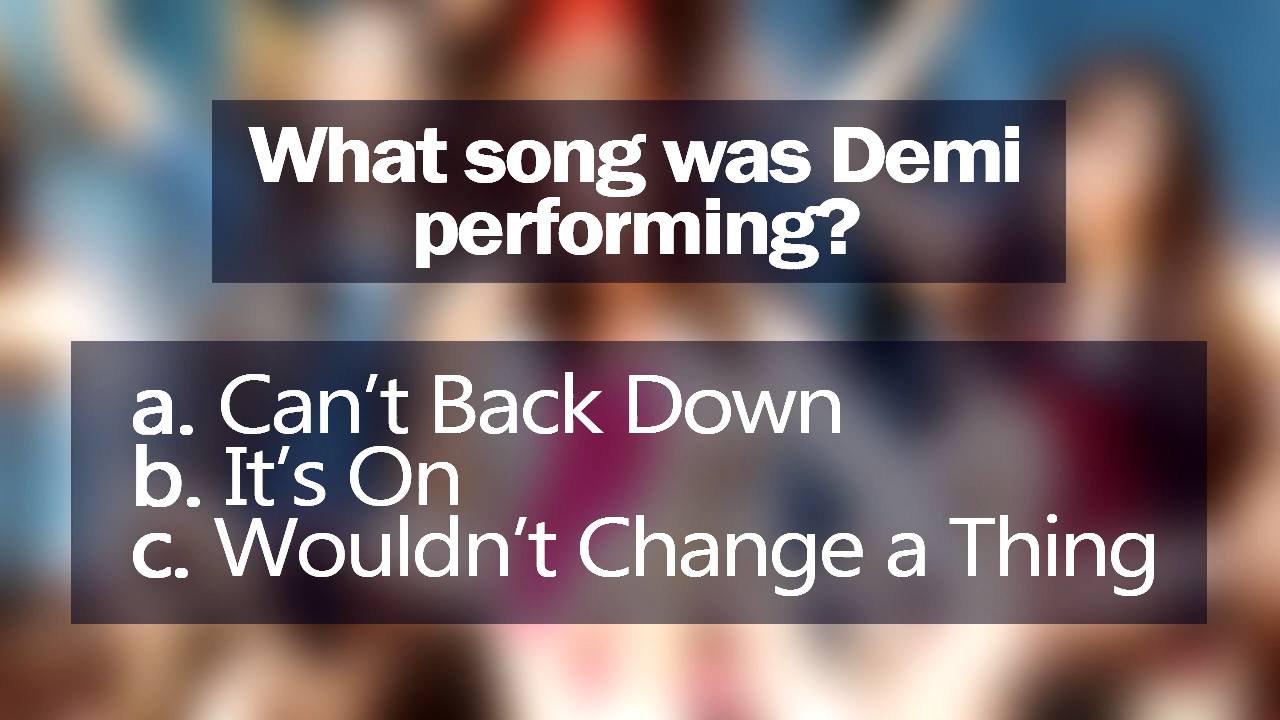 What song was Demi
performing?
a. Can’t Back Down
b. It’s On
c. Wouldn’t Change a Thing